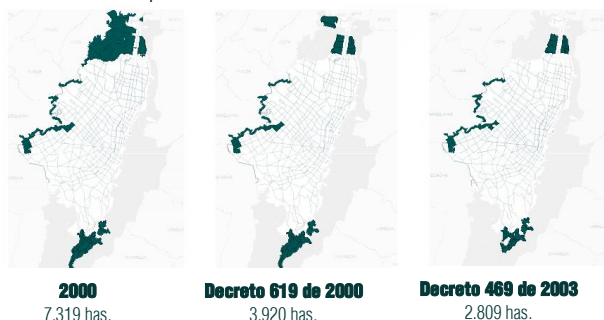 2000
7.319 has.
Decreto 619 de 2000
3.920 has.
Decreto 469 de 2003
2.809 has.